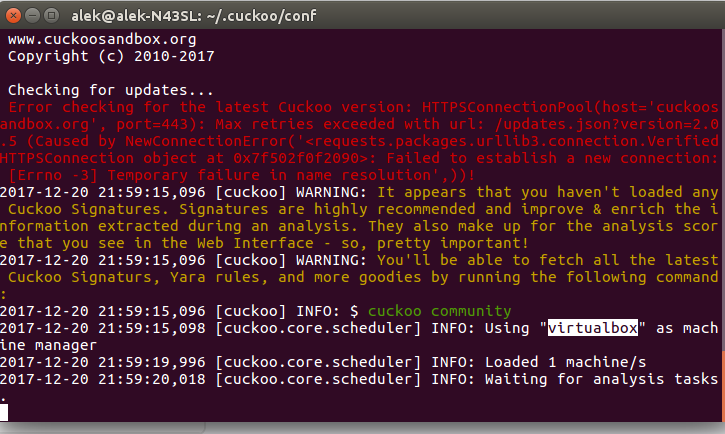 alek@alek-N43SL: ~/.cuckoo/conf
www.cuckoosandbox.org
Copyright (c) 2010-2017
Checking for updates...
Error checking for the latest Cuckoo version: HTTPSConnectionPool(host='cuckoos
andbox.org', port=443): Max retries exceeded with url: /updates.json?version=2.0
.5 (Caused by NewConnectionError('<requests.packages.urllib3.connection.Verified
HTTPSConnection object at 0x7f502f0f2090>: Failed to establish a new connection:
[Errno -3] Temporary failure in name resolution',))!
2017-12-20 21:59:15,096 [cuckoo] WARNING: It appears that you haven't loaded any
Cuckoo Signatures. Signatures are highly recommended and improve & enrich the i
nformation extracted during an analysis. They also make up for the analysis scor
e that you see in the Web Interface - so, pretty important!
2017-12-20 21:59:15,096 [cuckoo] WARNING: You'll be able to fetch all the latest
Cuckoo Signaturs, Yara rules, and more goodies by running the following command
:
2017-12-20 21:59:15,096 [cuckoo] INFO: $ cuckoo community
2017-12-20 21:59:15,098 [cuckoo.core.scheduler] INFO: Using "virtualbox" as mach
ine manager
2017-12-20 21:59:19,996 [cuckoo.core.scheduler] INFO: Loaded 1 machine/s
2017-12-20 21:59:20,018 [cuckoo.core.scheduler] INFO: Waiting for analysis tasks
.